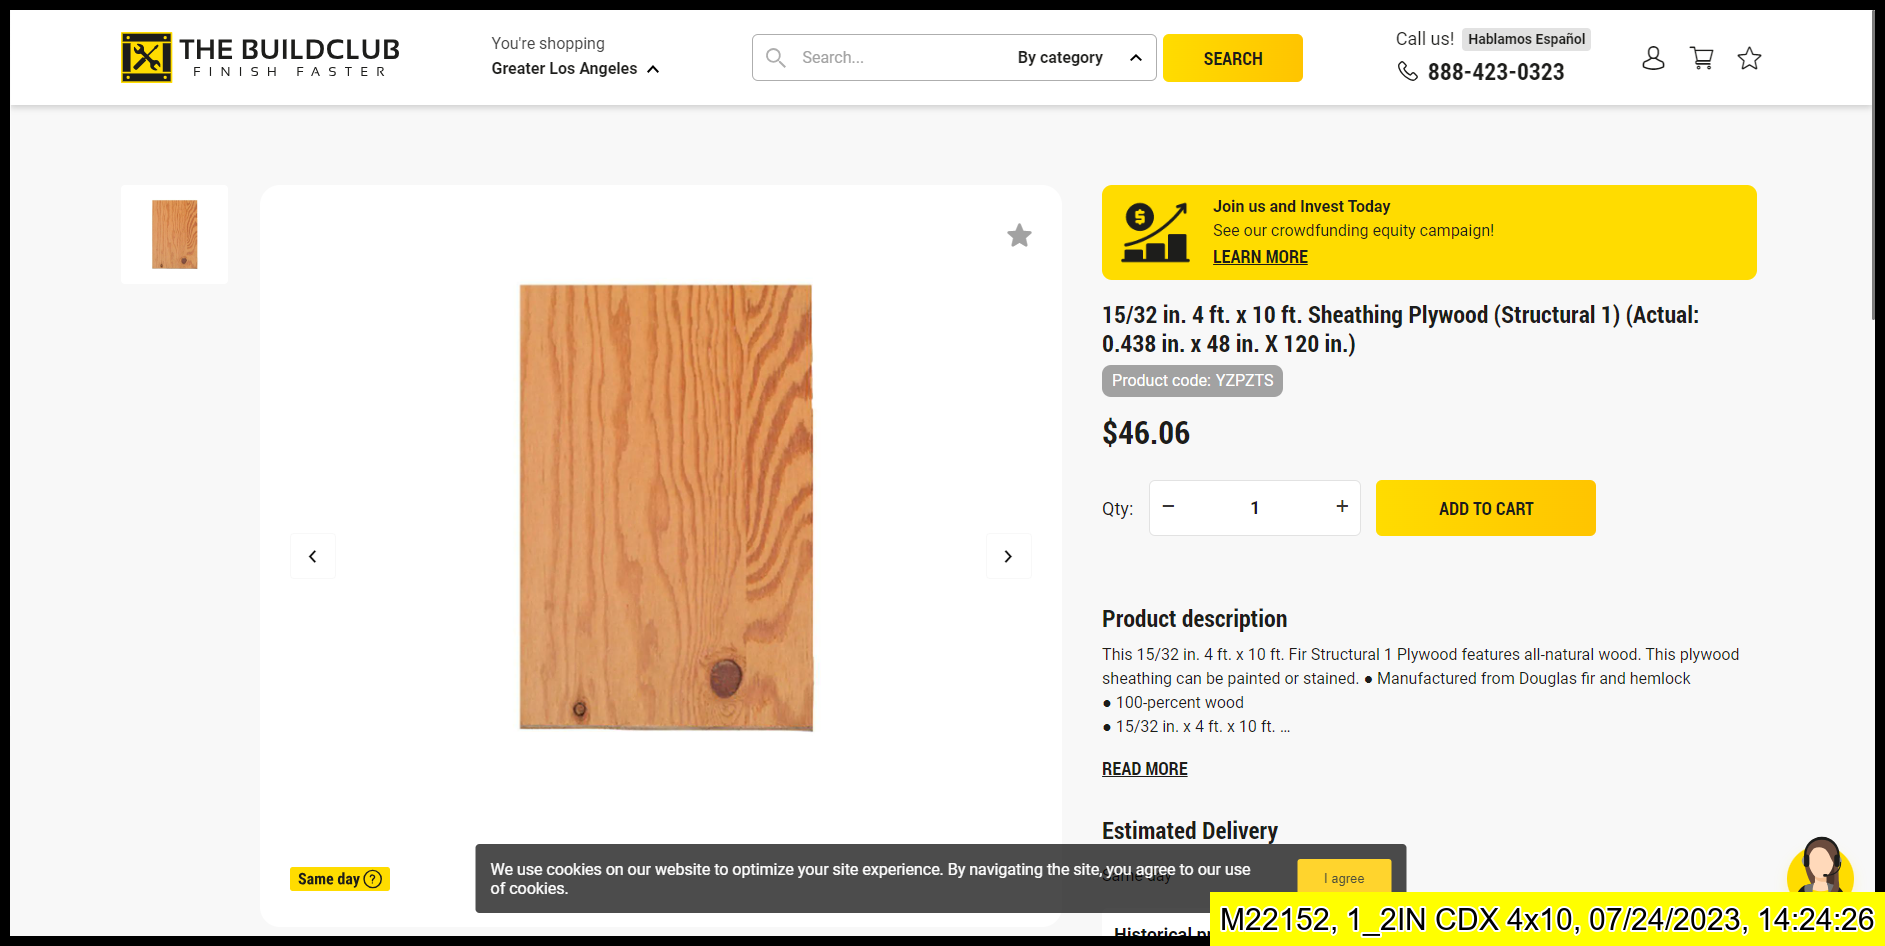 THE BUILDCLUB
FINISH FASTER
You're shopping
Greater Los Angeles
Search...
By category
SEARCH
Call us! Hablamos Español
888-423-0323
Join us and Invest Today
See our crowdfunding equity campaign!
LEARN MORE
15/32 in. 4 ft. x 10 ft. Sheathing Plywood (Structural 1) (Actual:
0.438 in. x 48 in. X 120 in.)
Product code: YZPZTS
$46.06
Qty:
− 1 +
ADD TO CART
Product description
This 15/32 in. 4 ft. x 10 ft. Fir Structural 1 Plywood features all-natural wood. This plywood
sheathing can be painted or stained. ● Manufactured from Douglas fir and hemlock
● 100-percent wood
● 15/32 in. x 4 ft. x 10 ft. ...
READ MORE
Estimated Delivery
Same day
Same day ?
We use cookies on our website to optimize your site experience. By navigating the site, you agree to our use
of cookies.
I agree
Historical
M22152, 1_2IN CDX 4x10, 07/24/2023, 14:24:26